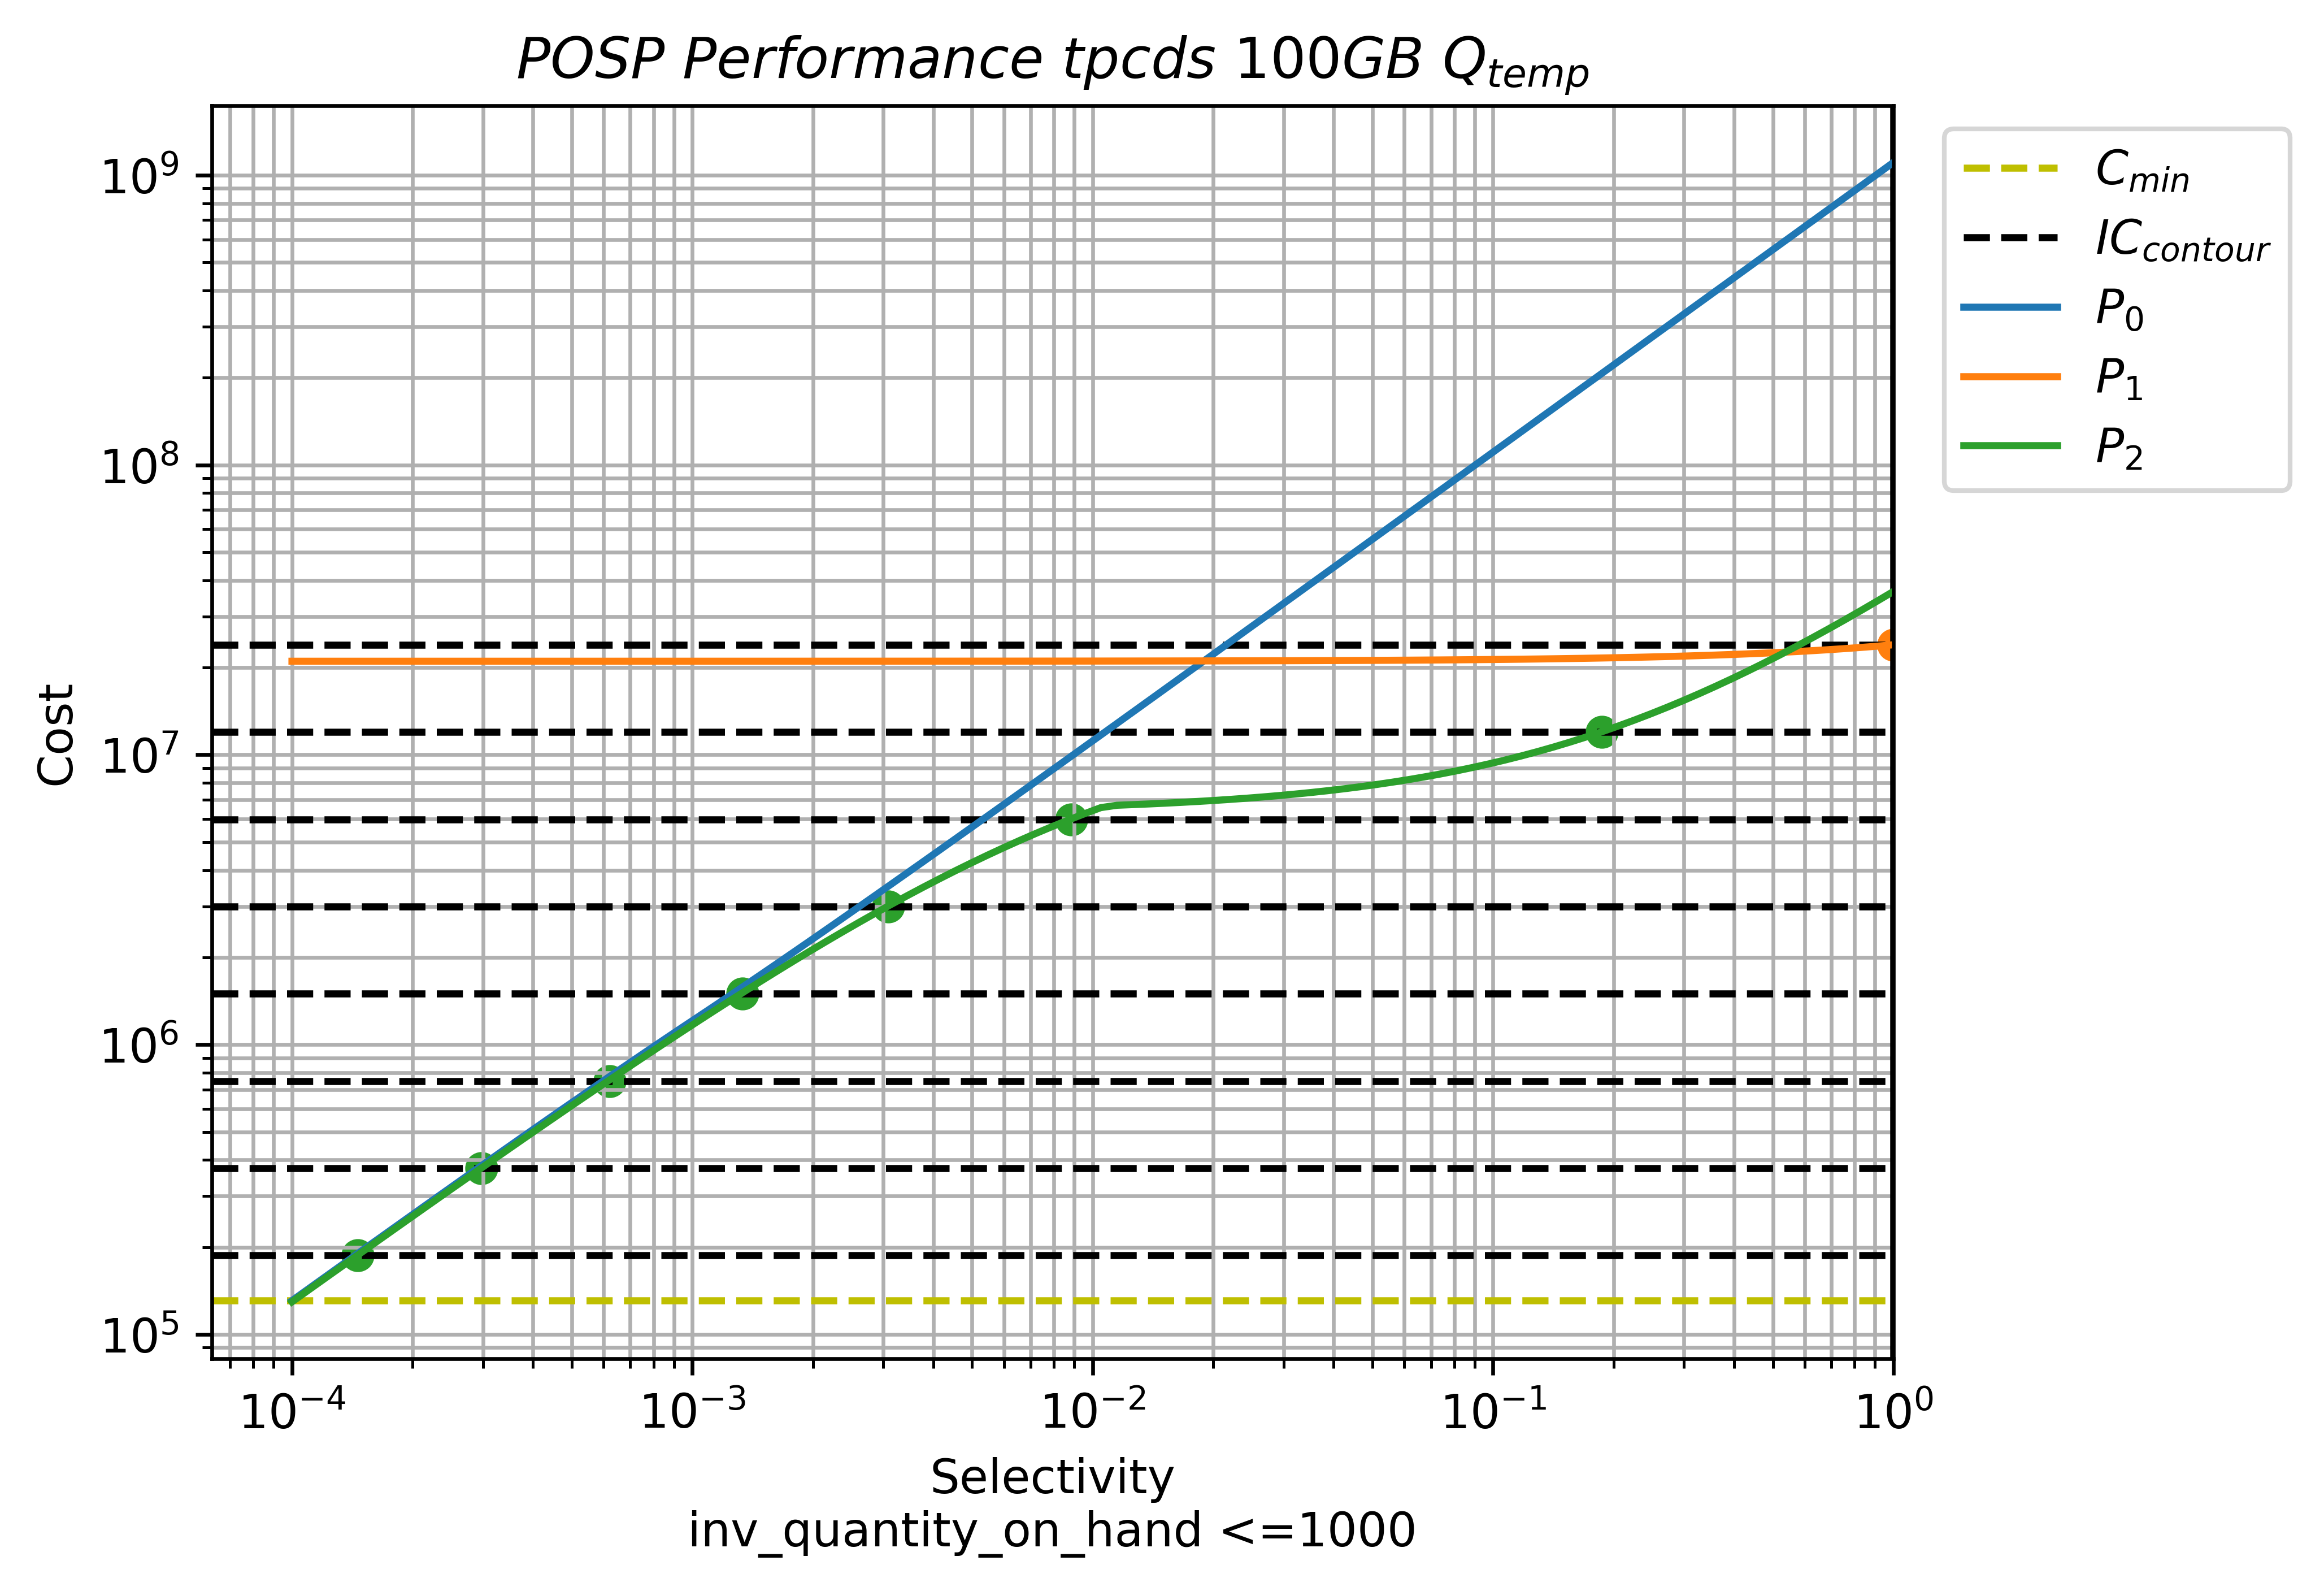 POSP Performance tpcds 100GB Q_temp
10^9
10^8
10^7
10^6
10^5
Cost
10^-4 10^-3 10^-2 10^-1 10^0
Selectivity
inv_quantity_on_hand <=1000
C_min
IC_contour
P_0
P_1
P_2